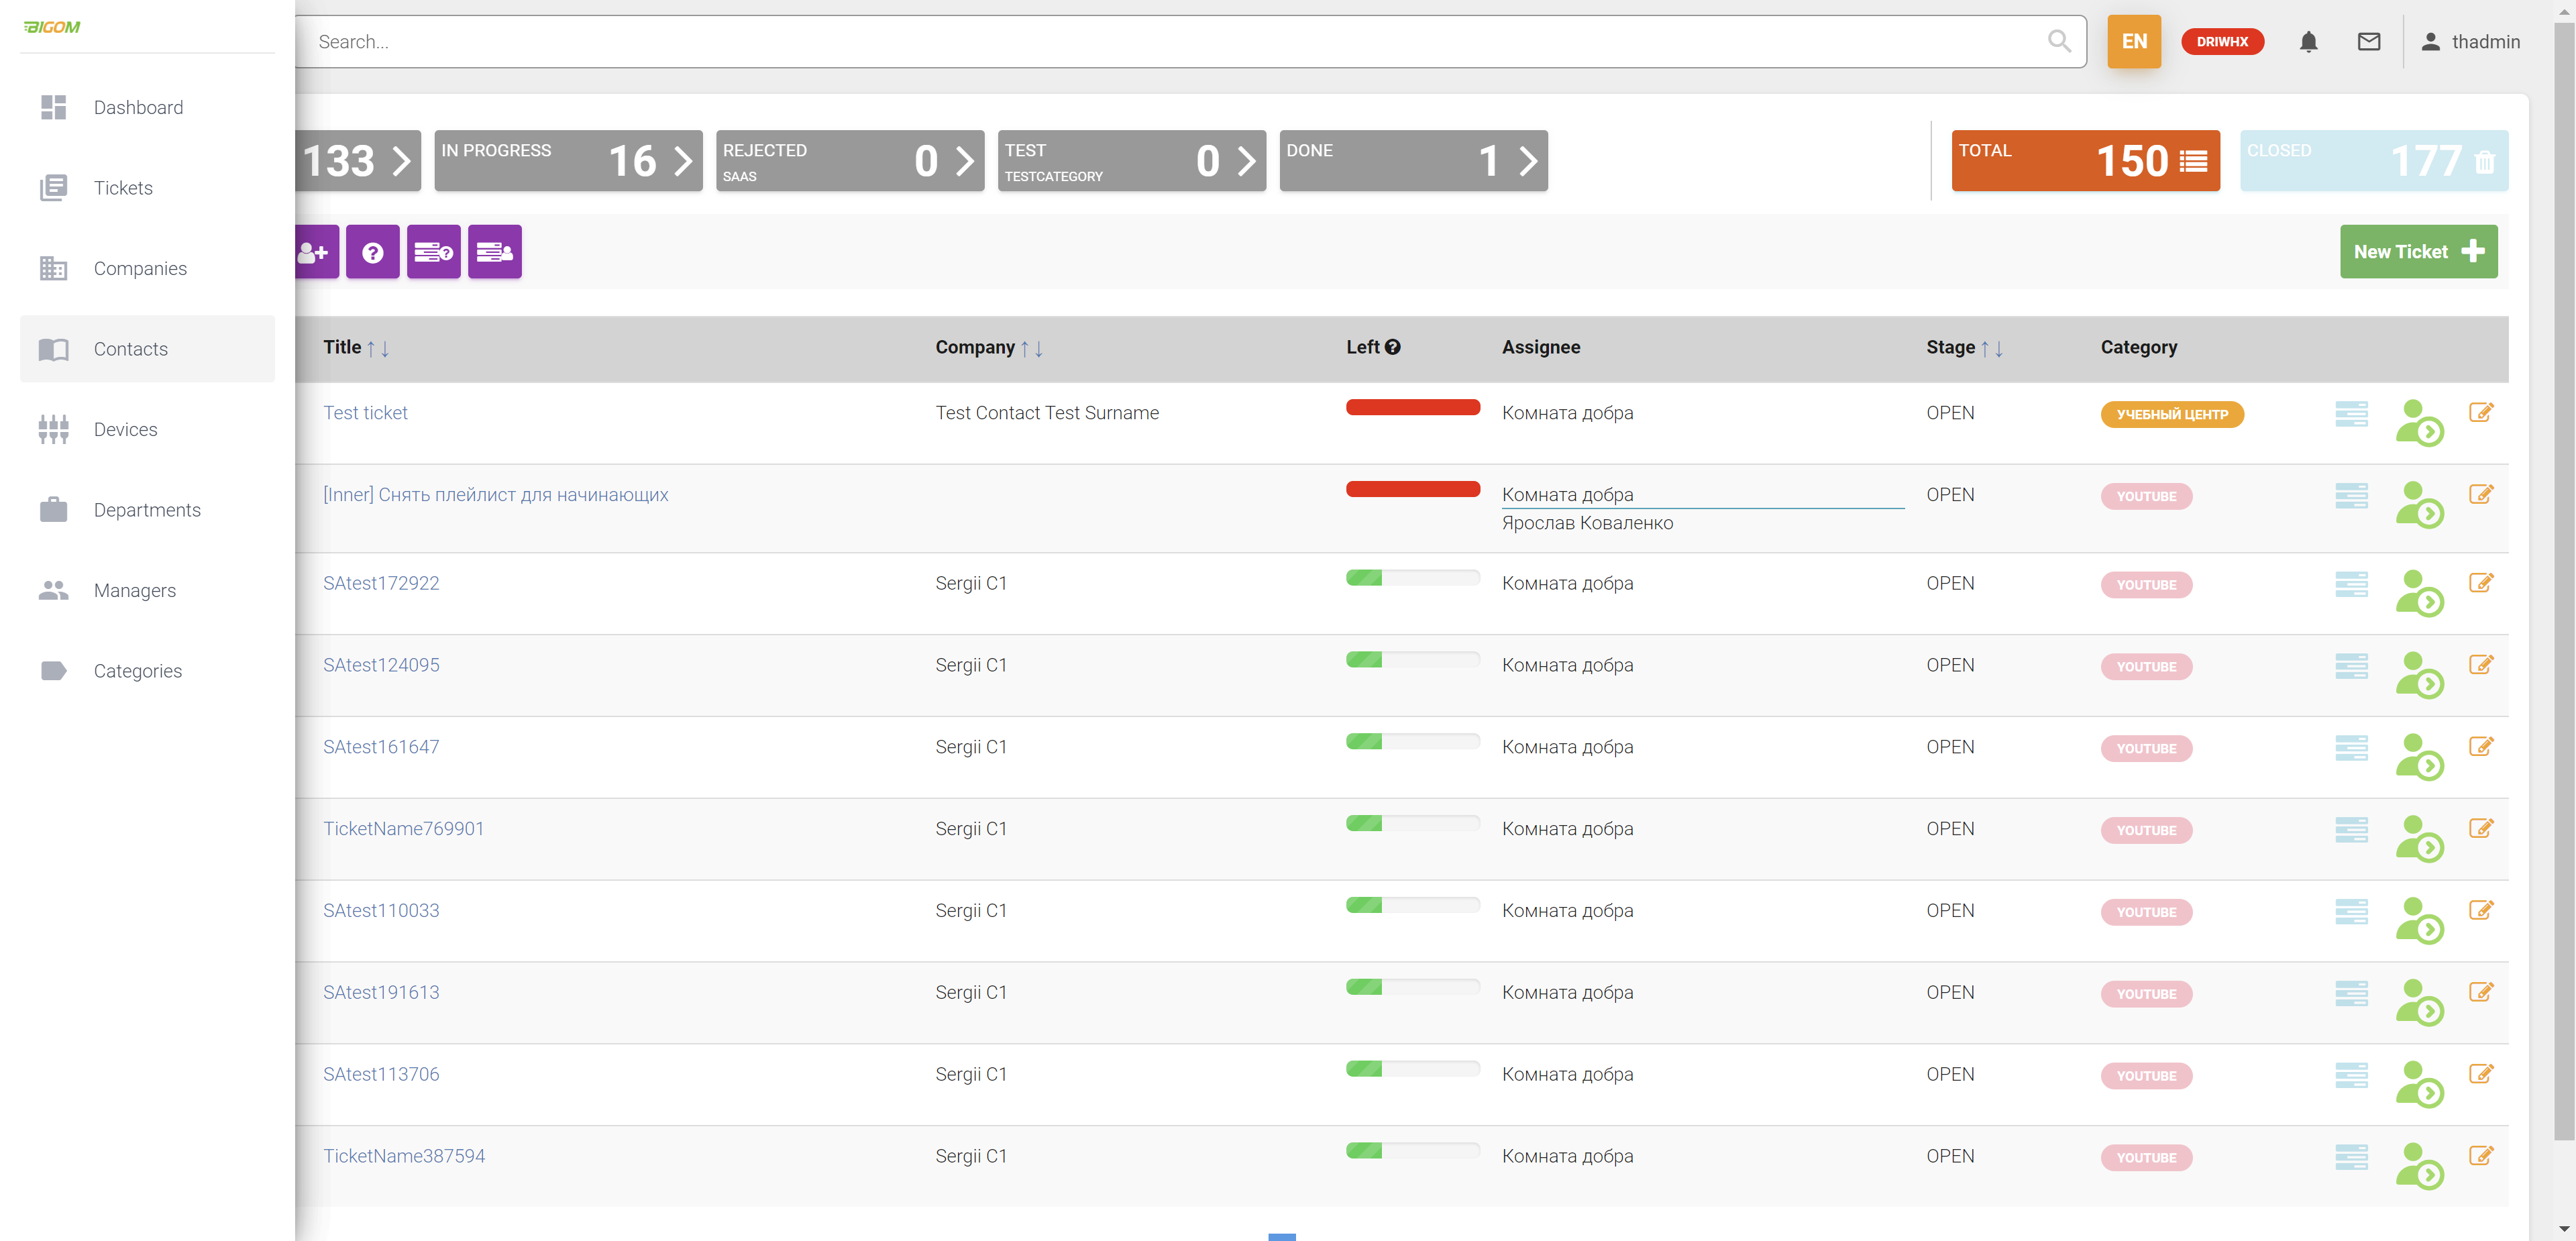 BIGOM
Search...
EN
DRIWHX
thadmin
Dashboard
Tickets
Companies
Contacts
Devices
Departments
Managers
Categories
133
IN PROGRESS 16
REJECTED 0
SAAS
TEST 0
TESTCATEGORY
DONE 1
TOTAL 150
CLOSED 177
New Ticket
Title Company Left Assignee Stage Category
Test ticket Test Contact Test Surname Комната добра OPEN УЧЕБНЫЙ ЦЕНТР
[Inner] Снять плейлист для начинающих Комната добра OPEN YOUTUBE
Ярослав Коваленко
SAtest172922 Sergii C1 Комната добра OPEN YOUTUBE
SAtest124095 Sergii C1 Комната добра OPEN YOUTUBE
SAtest161647 Sergii C1 Комната добра OPEN YOUTUBE
TicketName769901 Sergii C1 Комната добра OPEN YOUTUBE
SAtest110033 Sergii C1 Комната добра OPEN YOUTUBE
SAtest191613 Sergii C1 Комната добра OPEN YOUTUBE
SAtest113706 Sergii C1 Комната добра OPEN YOUTUBE
TicketName387594 Sergii C1 Комната добра OPEN YOUTUBE